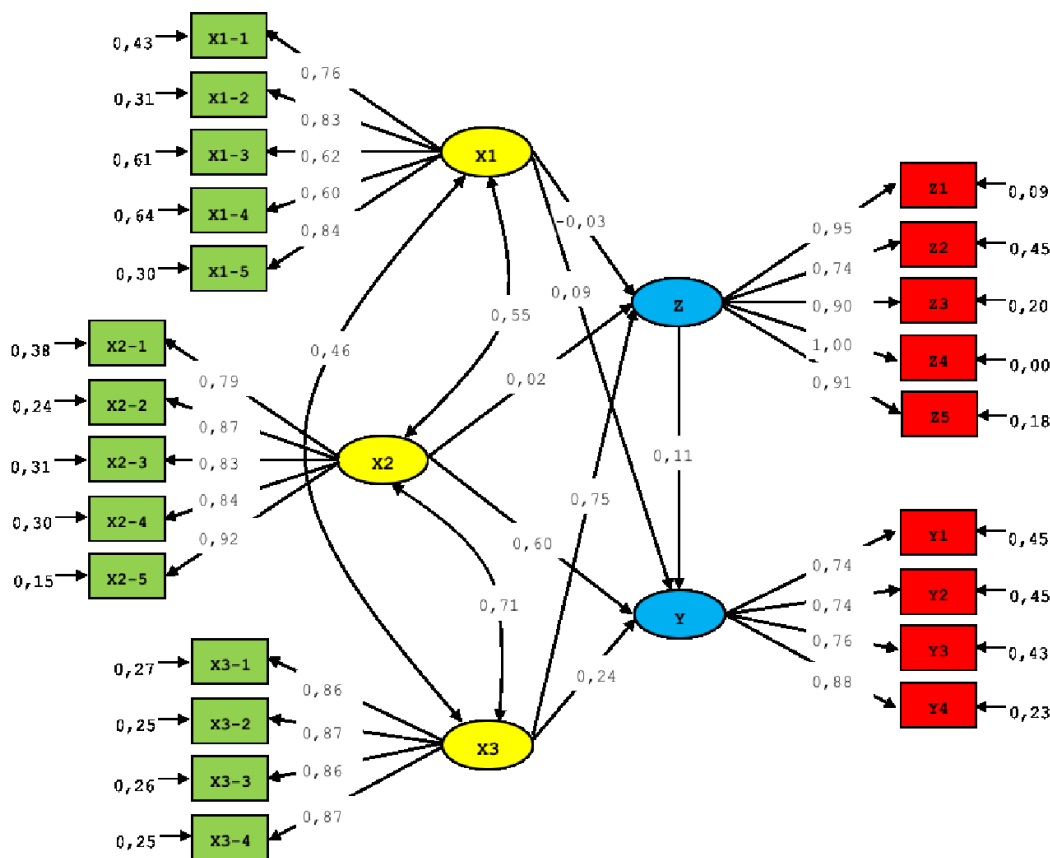 0,43 X1-1
0,76
0,31 X1-2
0,83
0,61 X1-3
0,62
X1
0,64 X1-4
0,60
0,30 X1-5
0,84
-0,03
0,09
0,55
0,46
0,02
0,95
Z1 0,09
0,74
Z2 0,45
Z
0,90
Z3 0,20
1,00
Z4 0,00
0,91
Z5 0,18
0,38 X2-1
0,79
0,24 X2-2
0,87
0,31 X2-3
0,83
X2
0,30 X2-4
0,84
0,15 X2-5
0,92
0,11
0,75
0,60
0,71
0,24
Y1 0,45
0,74
Y2 0,45
0,74
Y
Y3 0,43
0,76
Y4 0,23
0,88
0,27 X3-1
0,86
0,25 X3-2
0,87
X3
0,26 X3-3
0,86
0,25 X3-4
0,87